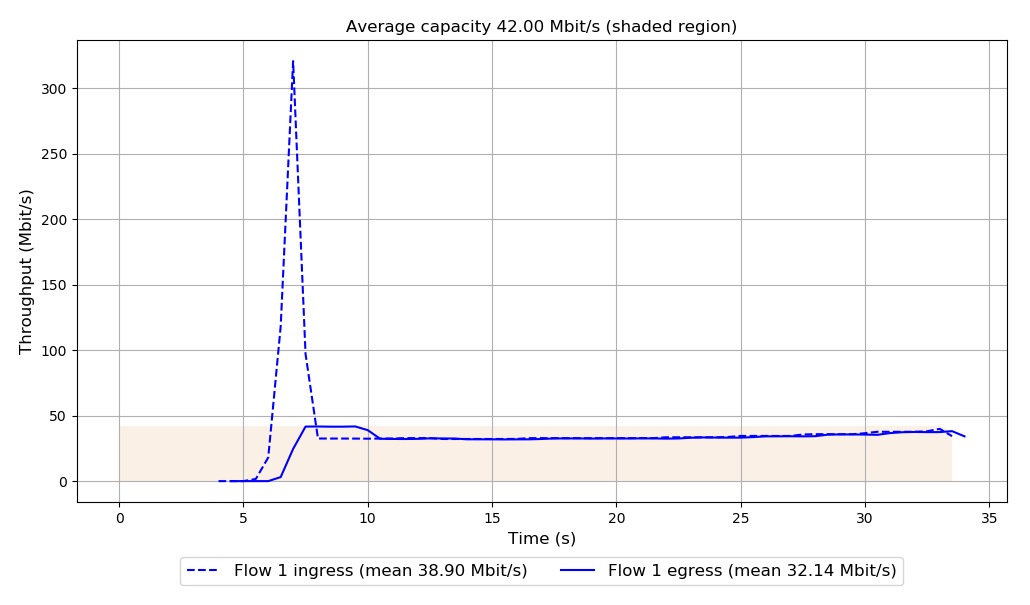 Average capacity 42.00 Mbit/s (shaded region)
Throughput (Mbit/s)
300
250
200
150
100
50
0
0 5 10 15 20 25 30 35
Time (s)
Flow 1 ingress (mean 38.90 Mbit/s) Flow 1 egress (mean 32.14 Mbit/s)